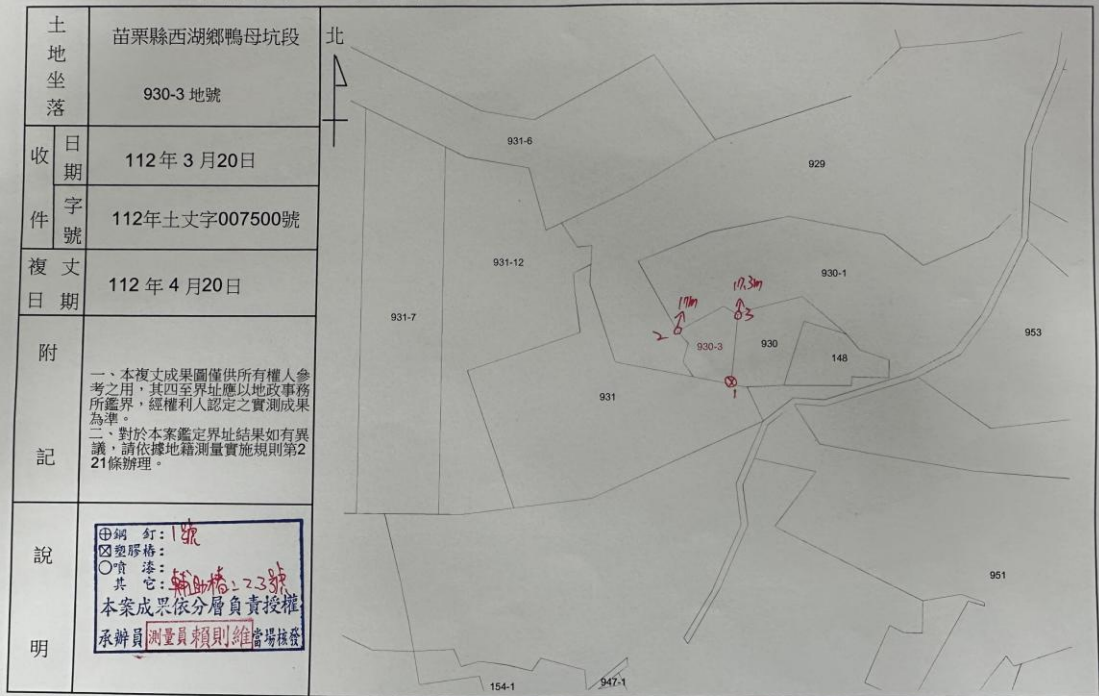 土地坐落
苗栗縣西湖鄉鴨母坑段
930-3 地號
收件
日期
112 年 3 月20日
字號
112年土丈字007500號
複丈日期
112 年 4 月20日
附記
一、本複丈成果圖僅供所有權人參
考之用，其四至界址應以地政事務
所鑑界，經權利人認定之實測成果
為準。
二、對於本案鑑定界址結果如有異
議，請依據地籍測量實施規則第2
21條辦理。
說明
⊕鋼 釘：1號
☒塑膠樁：
○噴 漆：
其 它：輔助樁：2 3號
本案成果依分層負責授權
承辦員 測量員賴則維 當場核發
北
931-6
929
931-12
930-1
931-7
17m
17.3m
2
3
930-3
930
148
953
931
1
951
154-1
947-1